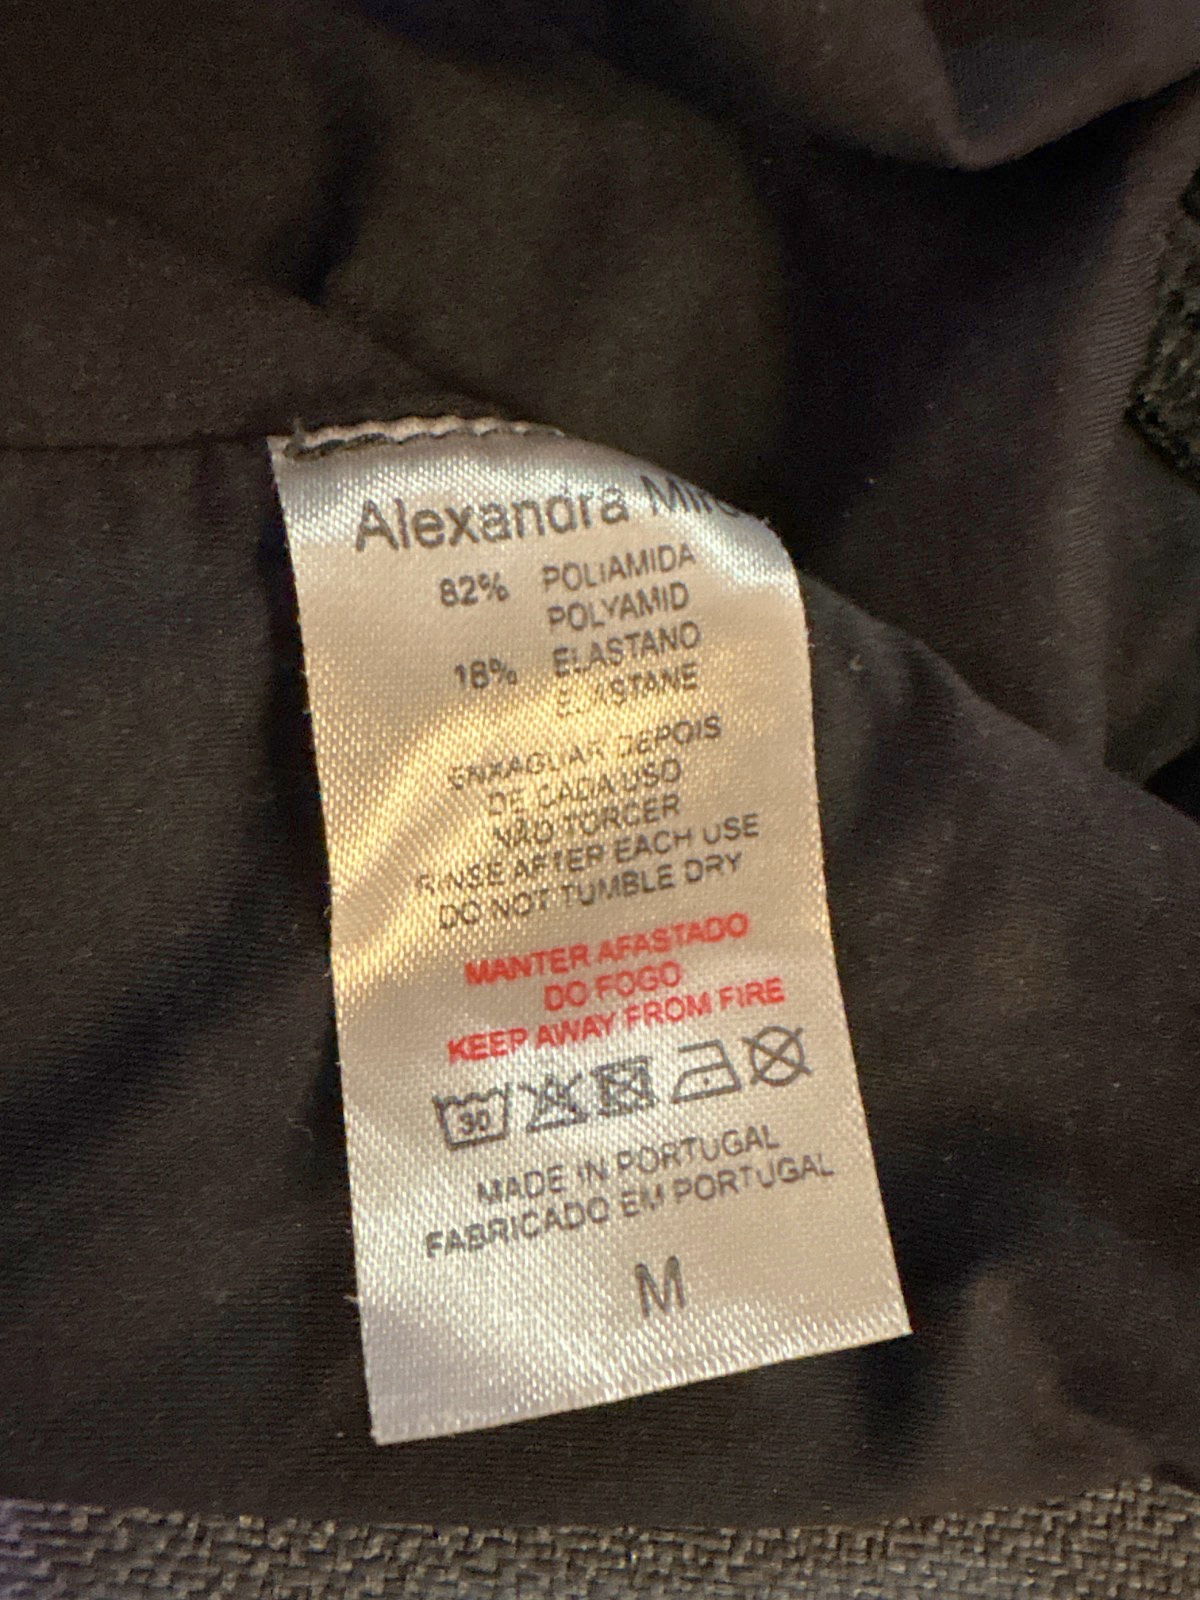 Alexandra
82% POLIAMIDA
POLYAMID
18% ELASTANO
ELASTANE
ENXAGUAR DEPOIS
DE CADA USO
NÃO TORCER
RINSE AFTER EACH USE
DO NOT TUMBLE DRY
MANTER AFASTADO
DO FOGO
KEEP AWAY FROM FIRE
30
MADE IN PORTUGAL
FABRICADO EM PORTUGAL
M